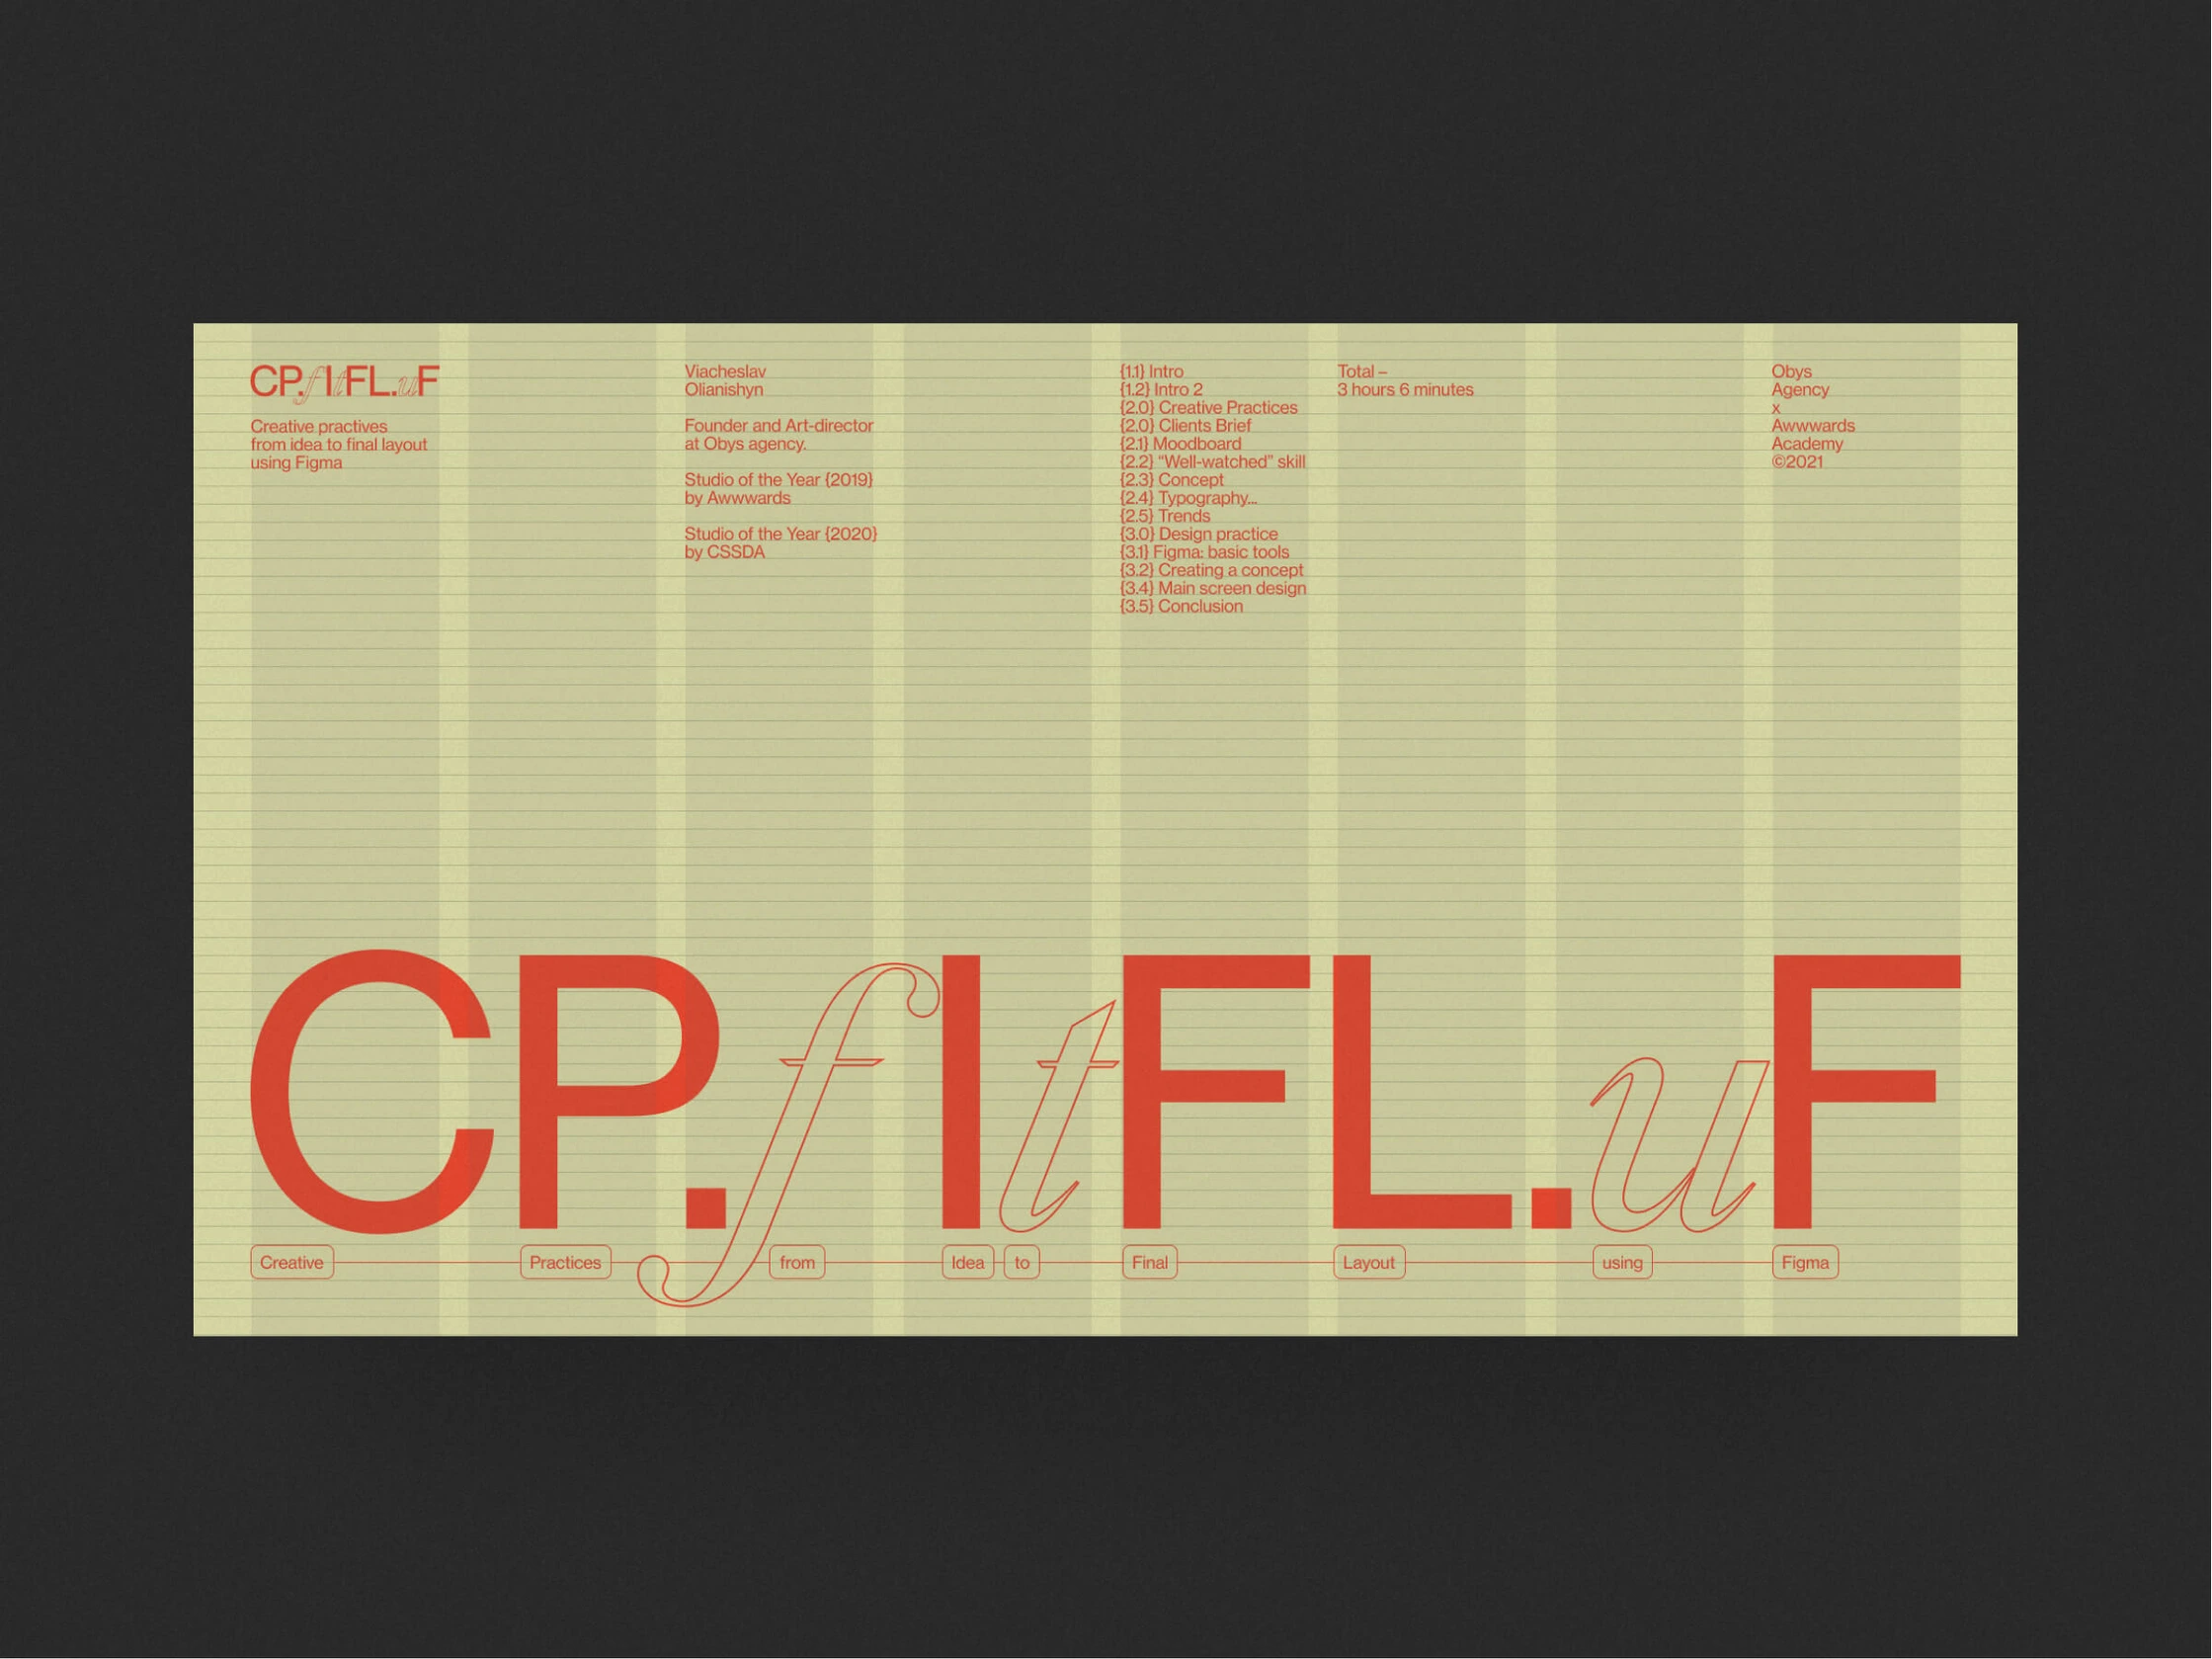 CP.ftIFL.uF
Creative practives
from idea to final layout
using Figma
Viacheslav
Olianishyn
Founder and Art-director
at Obys agency.
Studio of the Year {2019}
by Awwwards
Studio of the Year {2020}
by CSSDA
{1.1} Intro
{1.2} Intro 2
{2.0} Creative Practices
{2.0} Clients Brief
{2.1} Moodboard
{2.2} “Well-watched” skill
{2.3} Concept
{2.4} Typography...
{2.5} Trends
{3.0} Design practice
{3.1} Figma: basic tools
{3.2} Creating a concept
{3.4} Main screen design
{3.5} Conclusion
Total –
3 hours 6 minutes
Obys
Agency
x
Awwwards
Academy
©2021
CP.fItFL.uF
Creative Practices from Idea to Final Layout using Figma